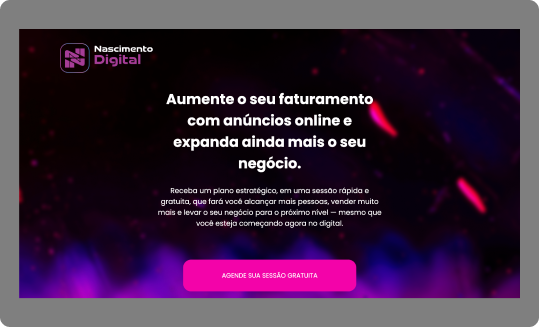 Nascimento
Digital
Aumente o seu faturamento
com anúncios online e
expanda ainda mais o seu
negócio.
Receba um plano estratégico, em uma sessão rápida e
gratuita, que fará você alcançar mais pessoas, vender muito
mais e levar o seu negócio para o próximo nível — mesmo que
você esteja começando agora no digital.
AGENDE SUA SESSÃO GRATUITA